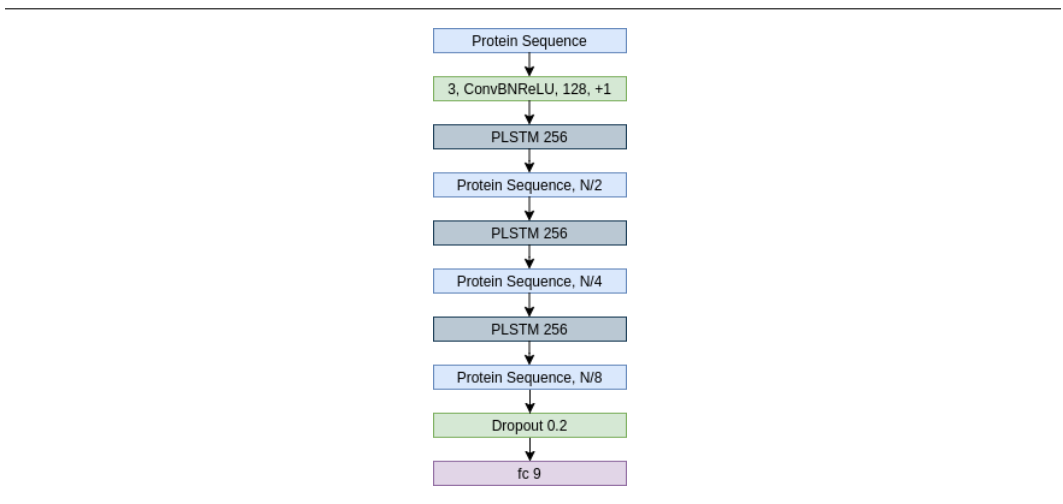 Protein Sequence
3, ConvBNReLU, 128, +1
PLSTM 256
Protein Sequence, N/2
PLSTM 256
Protein Sequence, N/4
PLSTM 256
Protein Sequence, N/8
Dropout 0.2
fc 9